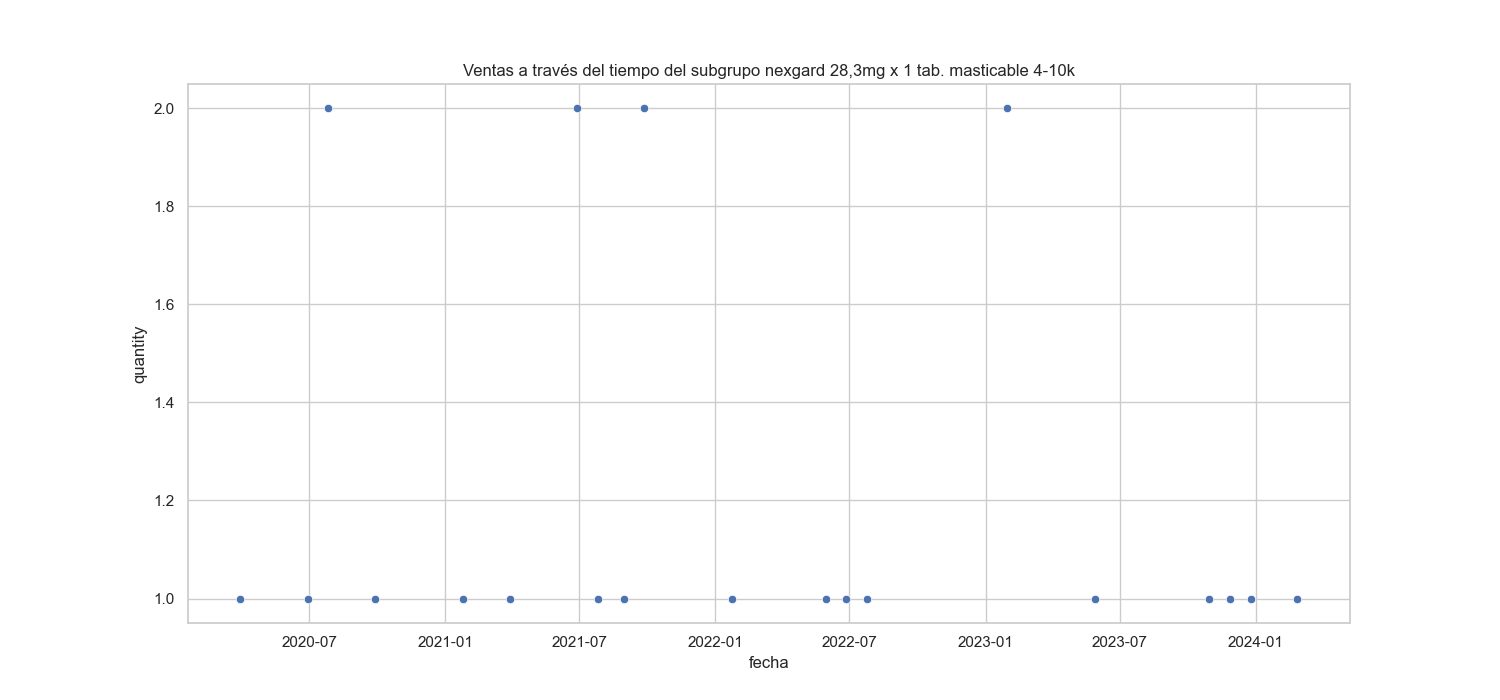 Ventas a través del tiempo del subgrupo nexgard 28,3mg x 1 tab. masticable 4-10k
quantity
2.0
1.8
1.6
1.4
1.2
1.0
2020-07 2021-01 2021-07 2022-01 2022-07 2023-01 2023-07 2024-01
fecha